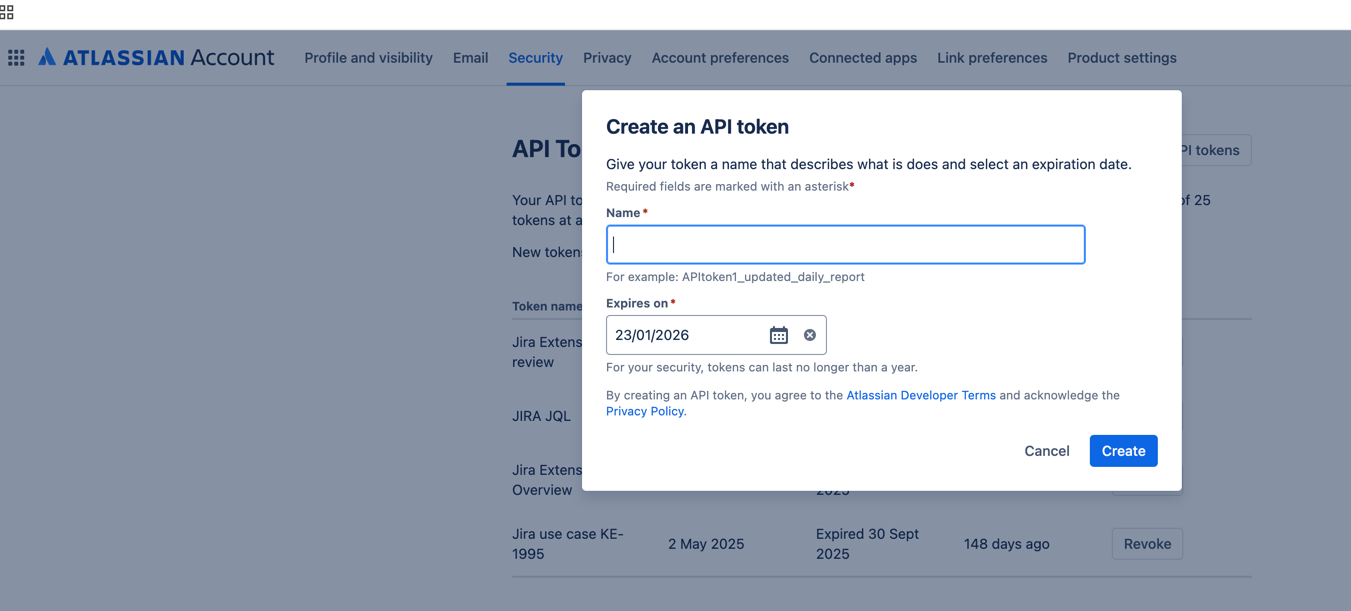 ATLASSIAN Account
Profile and visibility
Email
Security
Privacy
Account preferences
Connected apps
Link preferences
Product settings
API To
PI tokens
Your API to
of 25
tokens at a
New token
Token name
Jira Extens
review
JIRA JQL
Jira Extens
Overview
2025
Jira use case KE-
1995
2 May 2025
Expired 30 Sept
2025
148 days ago
Revoke
Create an API token
Give your token a name that describes what is does and select an expiration date.
Required fields are marked with an asterisk*
Name*
For example: APItoken1_updated_daily_report
Expires on*
23/01/2026
For your security, tokens can last no longer than a year.
By creating an API token, you agree to the Atlassian Developer Terms and acknowledge the
Privacy Policy.
Cancel
Create